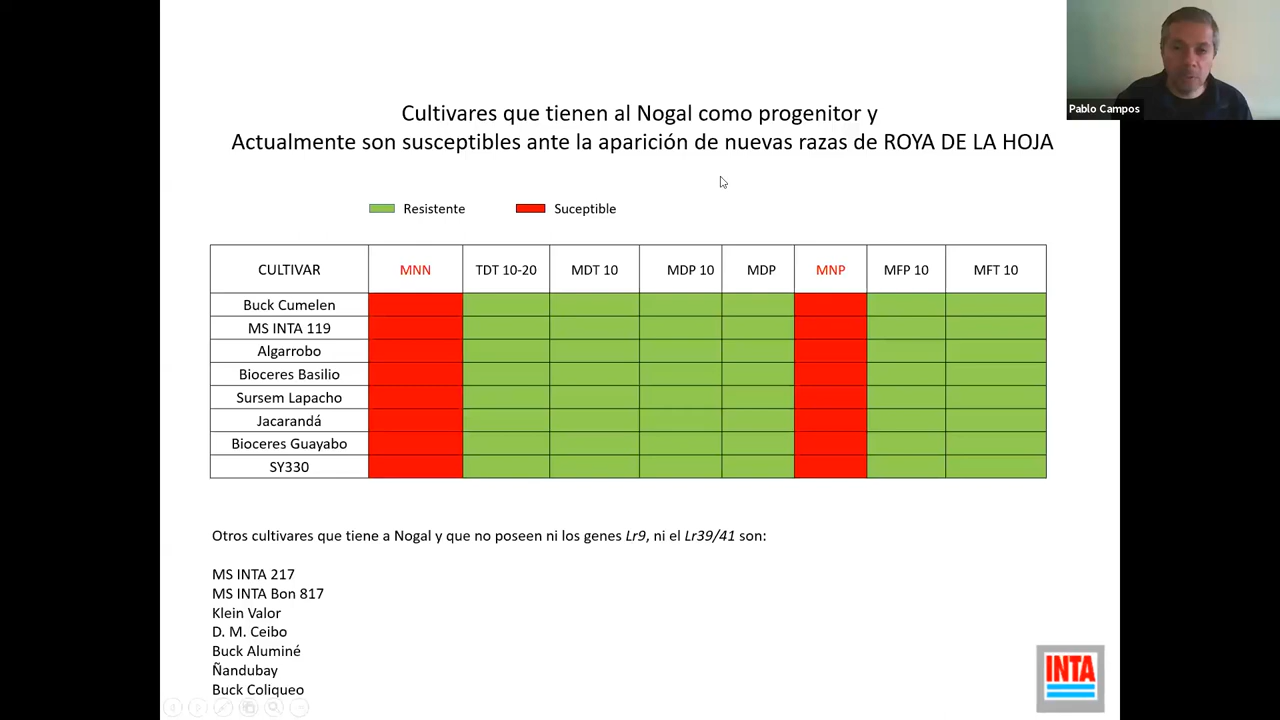 Pablo Campos
Cultivares que tienen al Nogal como progenitor y
Actualmente son susceptibles ante la aparición de nuevas razas de ROYA DE LA HOJA
Resistente Suceptible
CULTIVAR MNN TDT 10-20 MDT 10 MDP 10 MDP MNP MFP 10 MFT 10
Buck Cumelen
MS INTA 119
Algarrobo
Bioceres Basilio
Sursem Lapacho
Jacarandá
Bioceres Guayabo
SY330
Otros cultivares que tiene a Nogal y que no poseen ni los genes Lr9, ni el Lr39/41 son:
MS INTA 217
MS INTA Bon 817
Klein Valor
D. M. Ceibo
Buck Aluminé
Ñandubay
Buck Coliqueo
INTA